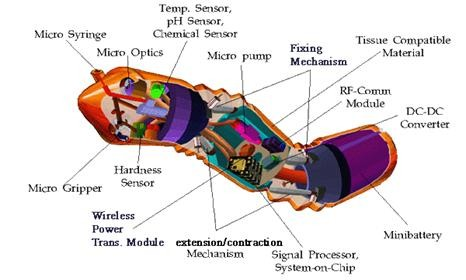 Temp. Sensor,
pH Sensor,
Chemical Sensor
Micro Syringe
Micro Optics
Micro pump
Fixing
Mechanism
Tissue Compatible
Material
RF-Comm
Module
DC-DC
Converter
Hardness
Sensor
Micro Gripper
Wireless
Power
Trans. Module
extension/contraction
Mechanism
Signal Processor,
System-on-Chip
Minibattery